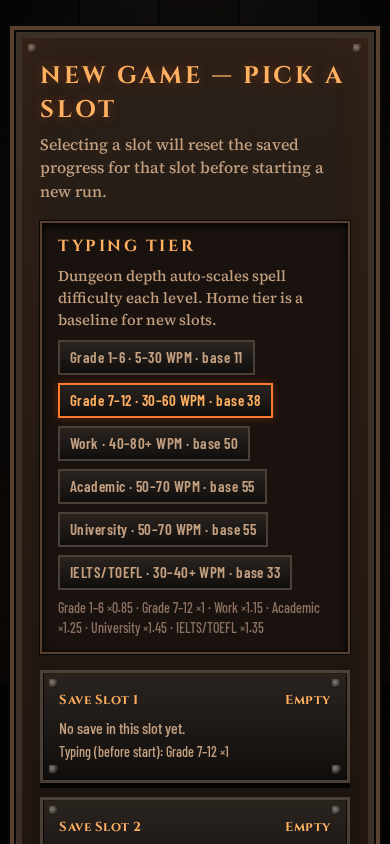 NEW GAME — PICK A
SLOT
Selecting a slot will reset the saved
progress for that slot before starting a
new run.
TYPING TIER
Dungeon depth auto-scales spell
difficulty each level. Home tier is a
baseline for new slots.
Grade 1–6 · 5-30 WPM · base 11
Grade 7–12 · 30-60 WPM · base 38
Work · 40-80+ WPM · base 50
Academic · 50-70 WPM · base 55
University · 50-70 WPM · base 55
IELTS/TOEFL · 30-40+ WPM · base 33
Grade 1–6 ×0.85 · Grade 7–12 ×1 · Work ×1.15 · Academic
×1.25 · University ×1.45 · IELTS/TOEFL ×1.35
Save Slot 1 Empty
No save in this slot yet.
Typing (before start): Grade 7–12 ×1
Save Slot 2 Empty